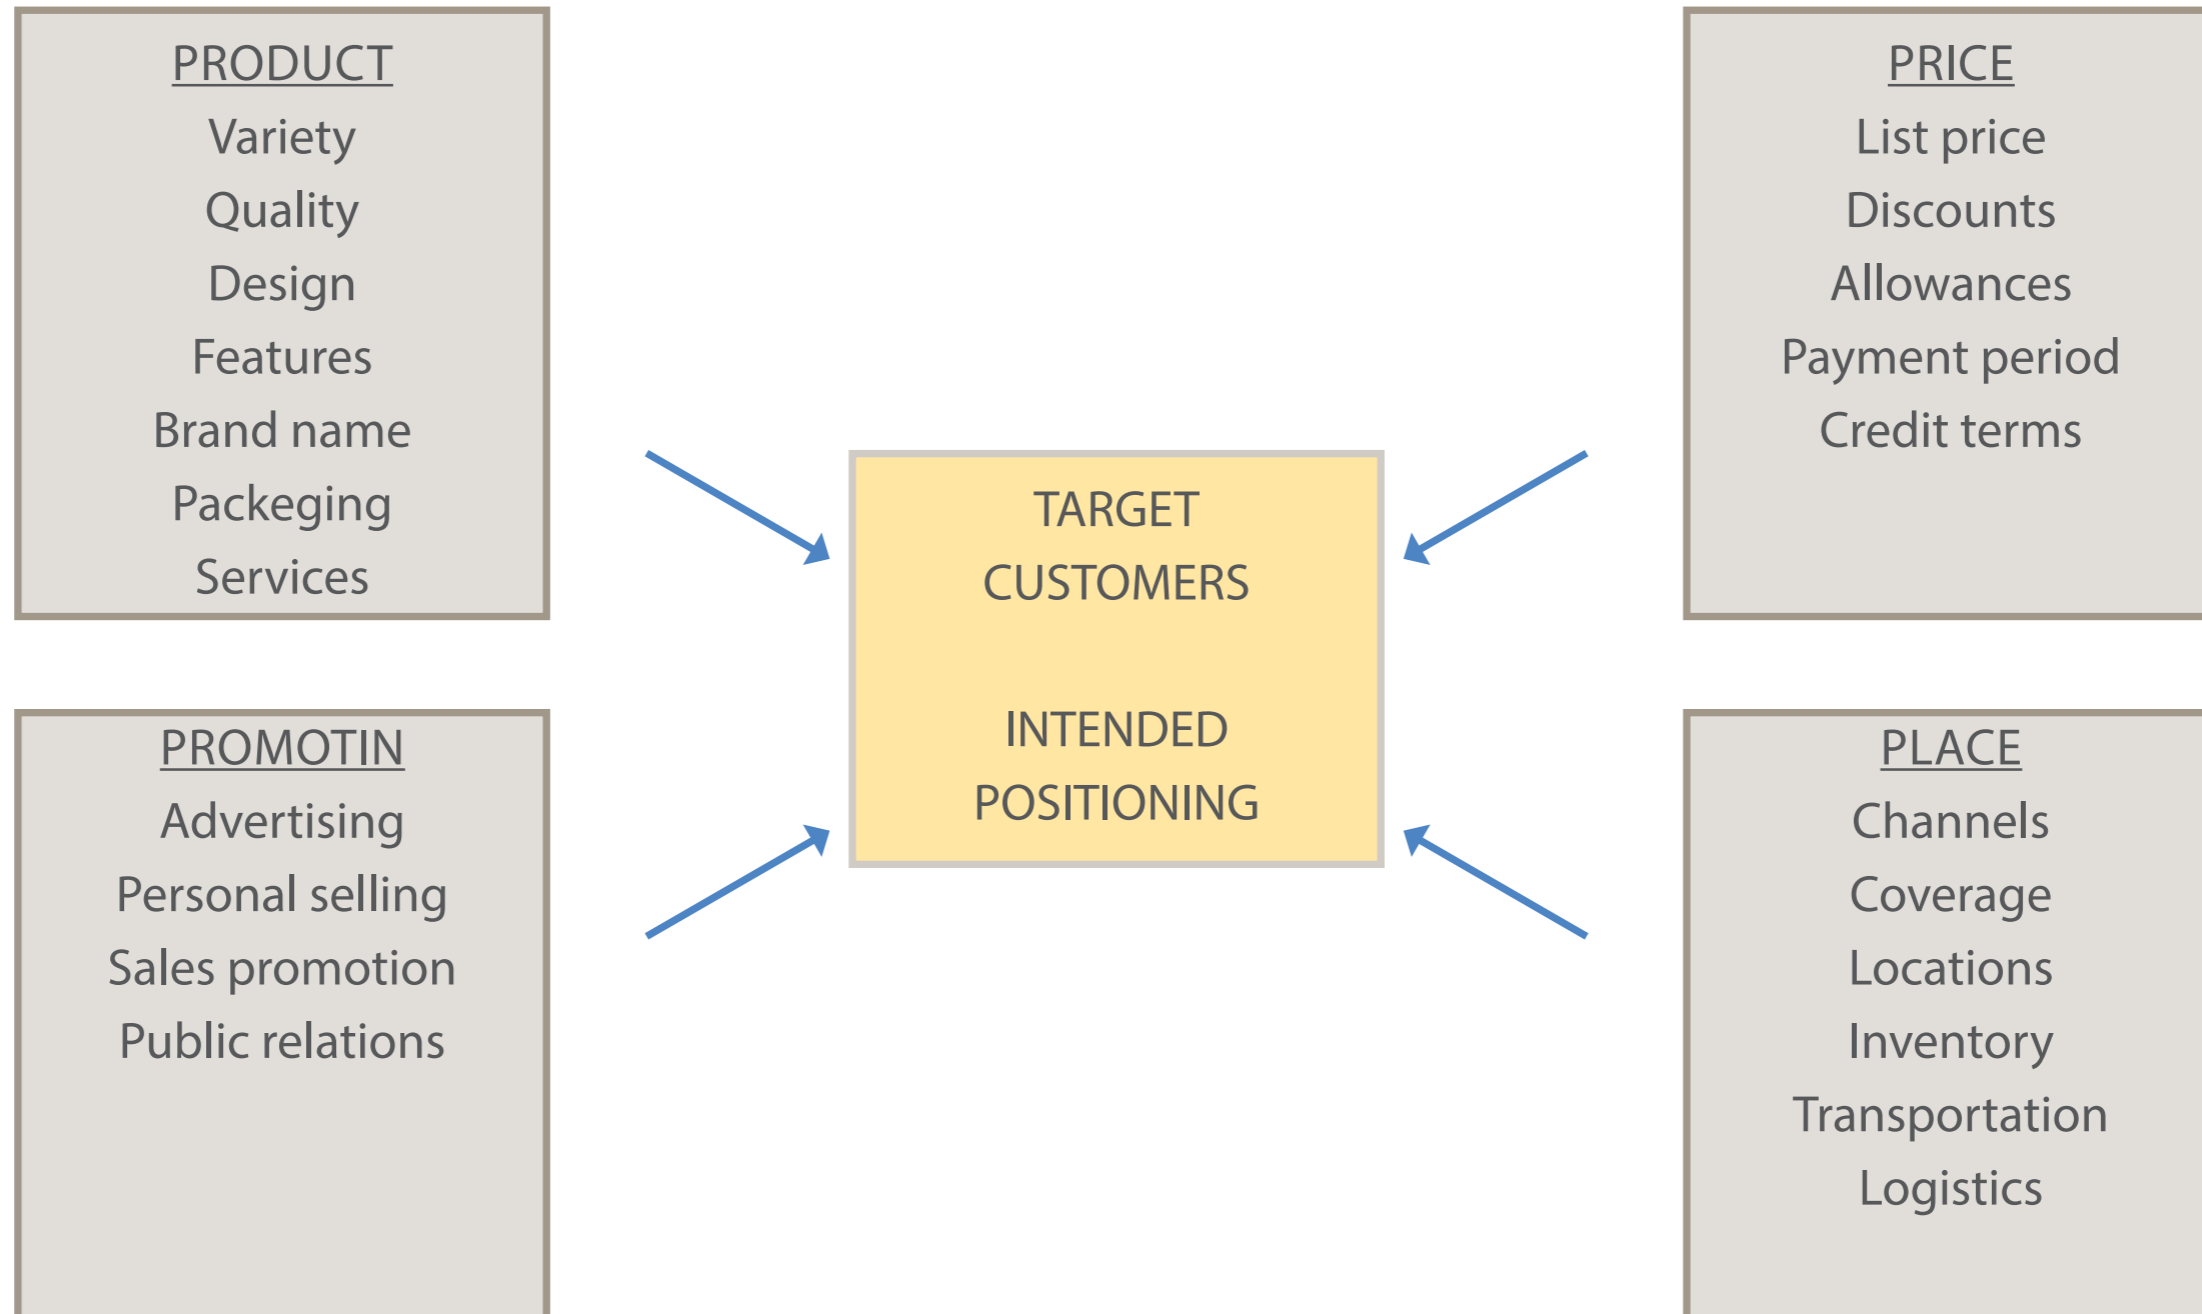 PRODUCT
Variety
Quality
Design
Features
Brand name
Packeging
Services
PRICE
List price
Discounts
Allowances
Payment period
Credit terms
TARGET
CUSTOMERS
INTENDED
POSITIONING
PROMOTIN
Advertising
Personal selling
Sales promotion
Public relations
PLACE
Channels
Coverage
Locations
Inventory
Transportation
Logistics